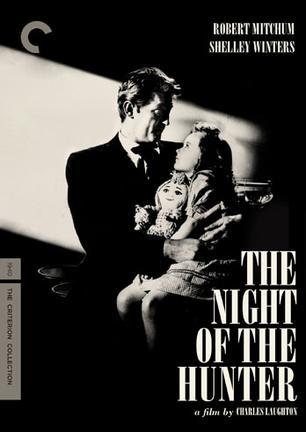 ROBERT MITCHUM
SHELLEY WINTERS
THE
NIGHT
OF THE
HUNTER
a film by CHARLES LAUGHTON
THE CRITERION COLLECTION